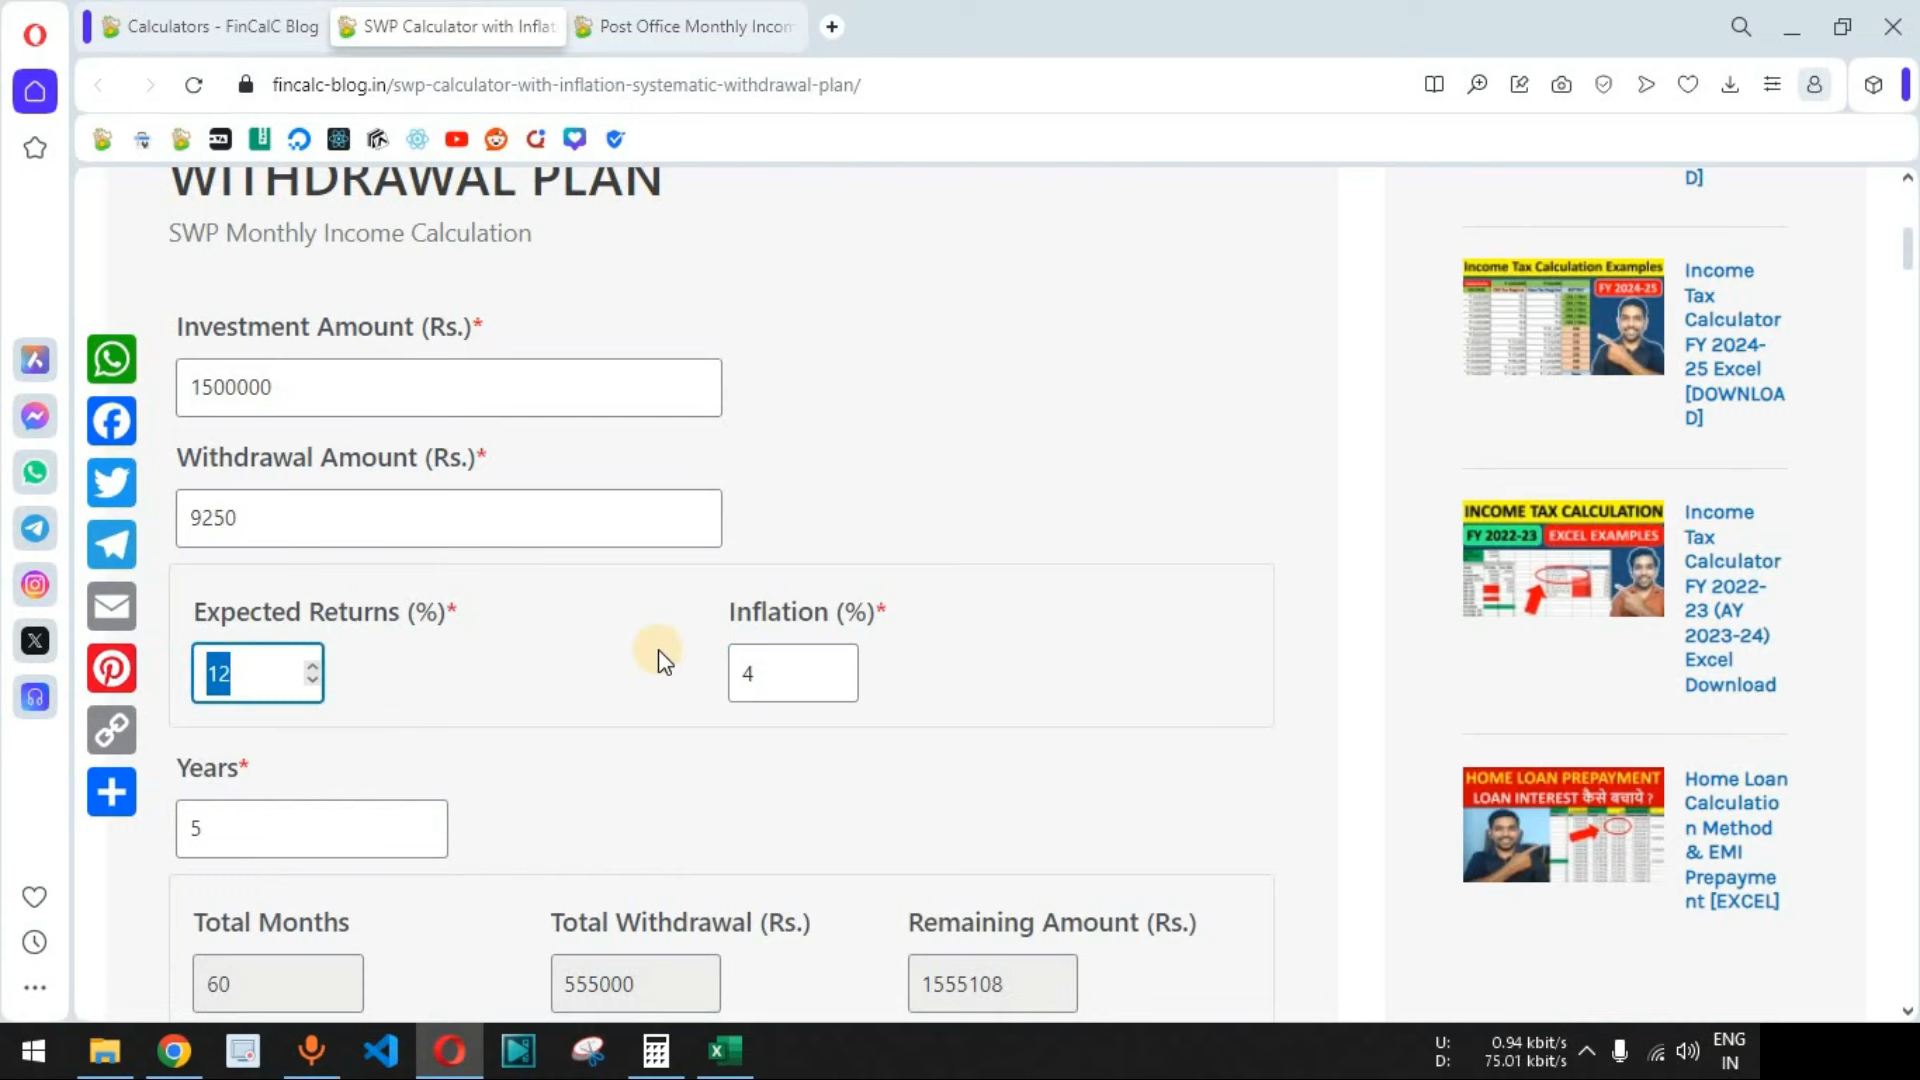 Calculators - FinCalC Blog
SWP Calculator with Inflat
Post Office Monthly Incom
fincalc-blog.in/swp-calculator-with-inflation-systematic-withdrawal-plan/
WITHDRAWAL PLAN
SWP Monthly Income Calculation
Investment Amount (Rs.)*
1500000
Withdrawal Amount (Rs.)*
9250
Expected Returns (%)*
Inflation (%)*
12
4
Years*
5
Total Months
Total Withdrawal (Rs.)
Remaining Amount (Rs.)
60
555000
1555108
D]
Income Tax Calculation Examples
FY 2024-25
Income
Tax
Calculator
FY 2024-
25 Excel
[DOWNLOA
D]
INCOME TAX CALCULATION
FY 2022-23
EXCEL EXAMPLES
Income
Tax
Calculator
FY 2022-
23 (AY
2023-24)
Excel
Download
HOME LOAN PREPAYMENT
LOAN INTEREST कैसे बचाये ?
Home Loan
Calculatio
n Method
& EMI
Prepayme
nt [EXCEL]
U: 0.94 kbit/s
D: 75.01 kbit/s
ENG
IN